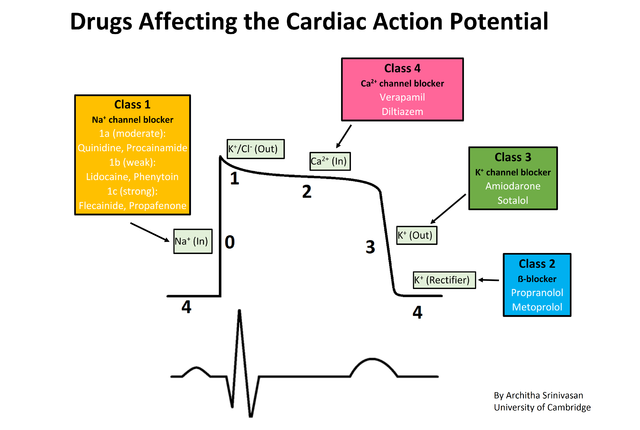 Drugs Affecting the Cardiac Action Potential
Class 4
Ca²⁺ channel blocker
Verapamil
Diltiazem
Class 1
Na⁺ channel blocker
1a (moderate):
Quinidine, Procainamide
1b (weak):
Lidocaine, Phenytoin
1c (strong):
Flecainide, Propafenone
K⁺/Cl⁻ (Out)
Ca²⁺ (In)
1
2
Class 3
K⁺ channel blocker
Amiodarone
Sotalol
Na⁺ (In)
0
3
K⁺ (Out)
K⁺ (Rectifier)
Class 2
ß-blocker
Propranolol
Metoprolol
4
4
By Architha Srinivasan
University of Cambridge